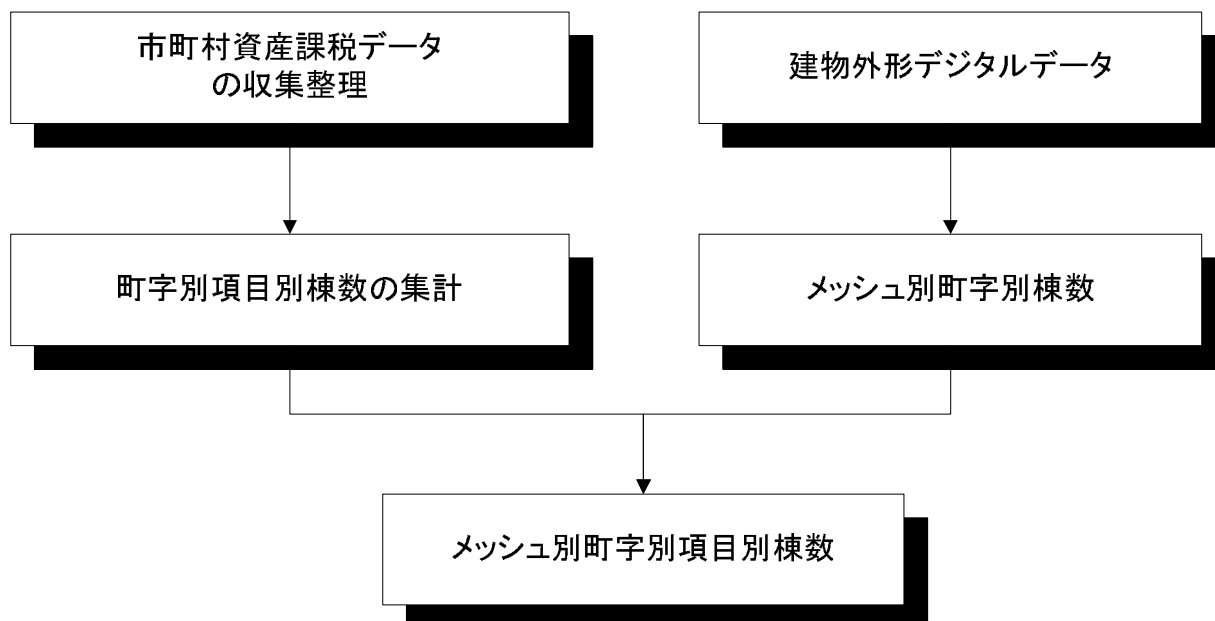 市町村資産課税データ
の収集整理
建物外形デジタルデータ
町字別項目別棟数の集計
メッシュ別町字別棟数
メッシュ別町字別項目別棟数